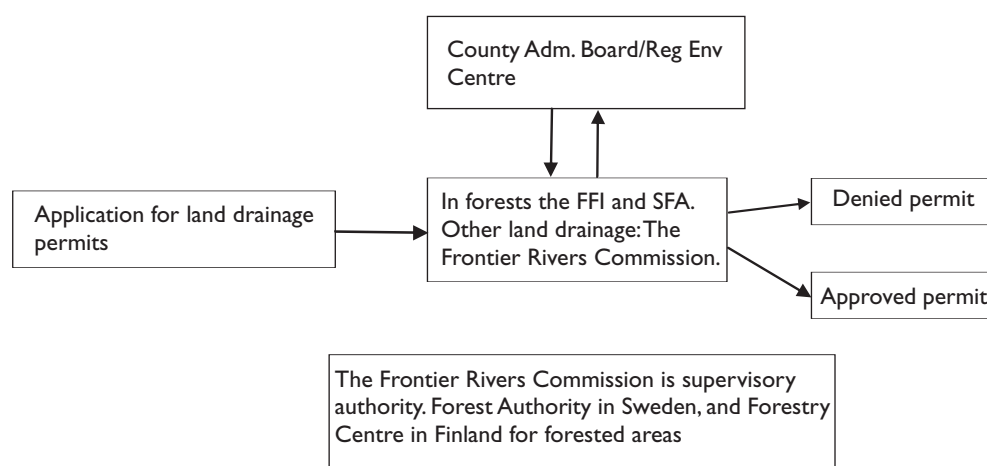 County Adm. Board/Reg Env
Centre
Application for land drainage
permits
In forests the FFI and SFA.
Other land drainage: The
Frontier Rivers Commission.
Denied permit
Approved permit
The Frontier Rivers Commission is supervisory
authority. Forest Authority in Sweden, and Forestry
Centre in Finland for forested areas